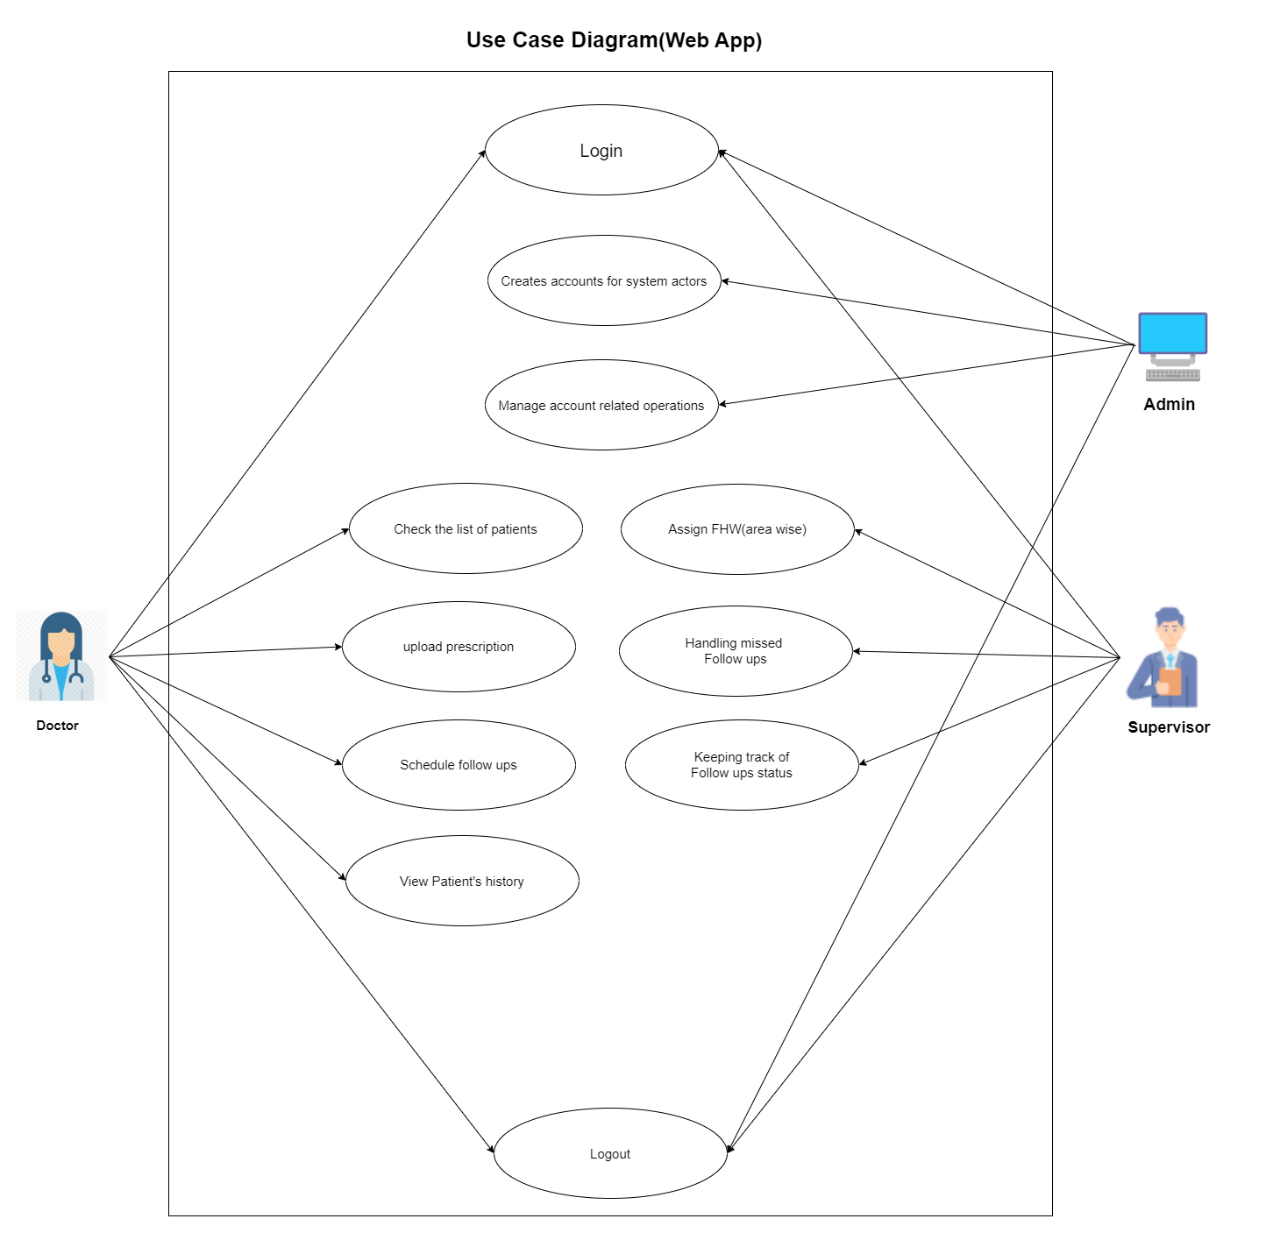 Use Case Diagram(Web App)
Login
Creates accounts for system actors
Manage account related operations
Admin
Check the list of patients
Assign FHW(area wise)
upload prescription
Handling missed
Follow ups
Doctor
Supervisor
Schedule follow ups
Keeping track of
Follow ups status
View Patient's history
Logout